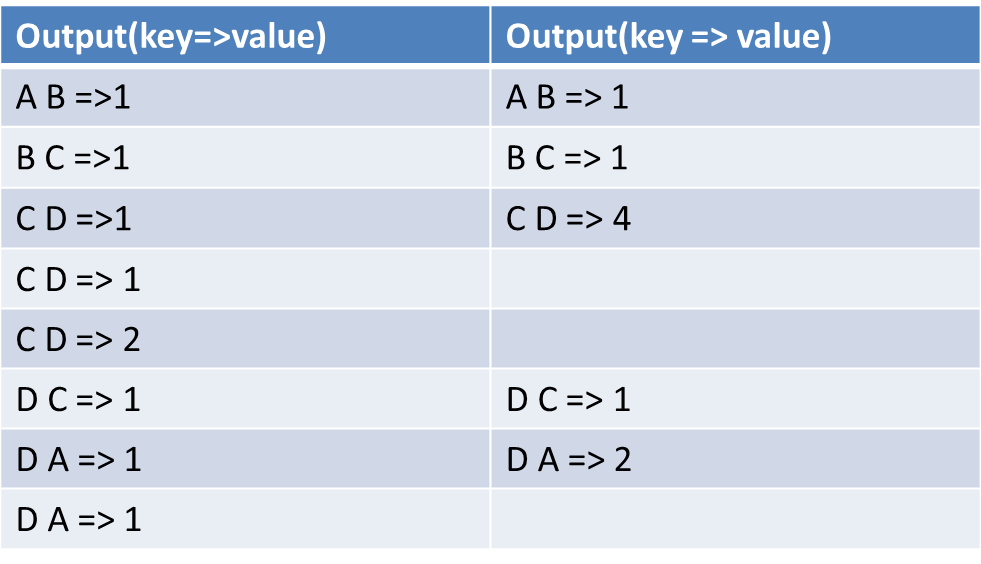 Output(key=>value) Output(key => value)
A B =>1 A B => 1
B C =>1 B C => 1
C D =>1 C D => 4
C D => 1
C D => 2
D C => 1 D C => 1
D A => 1 D A => 2
D A => 1